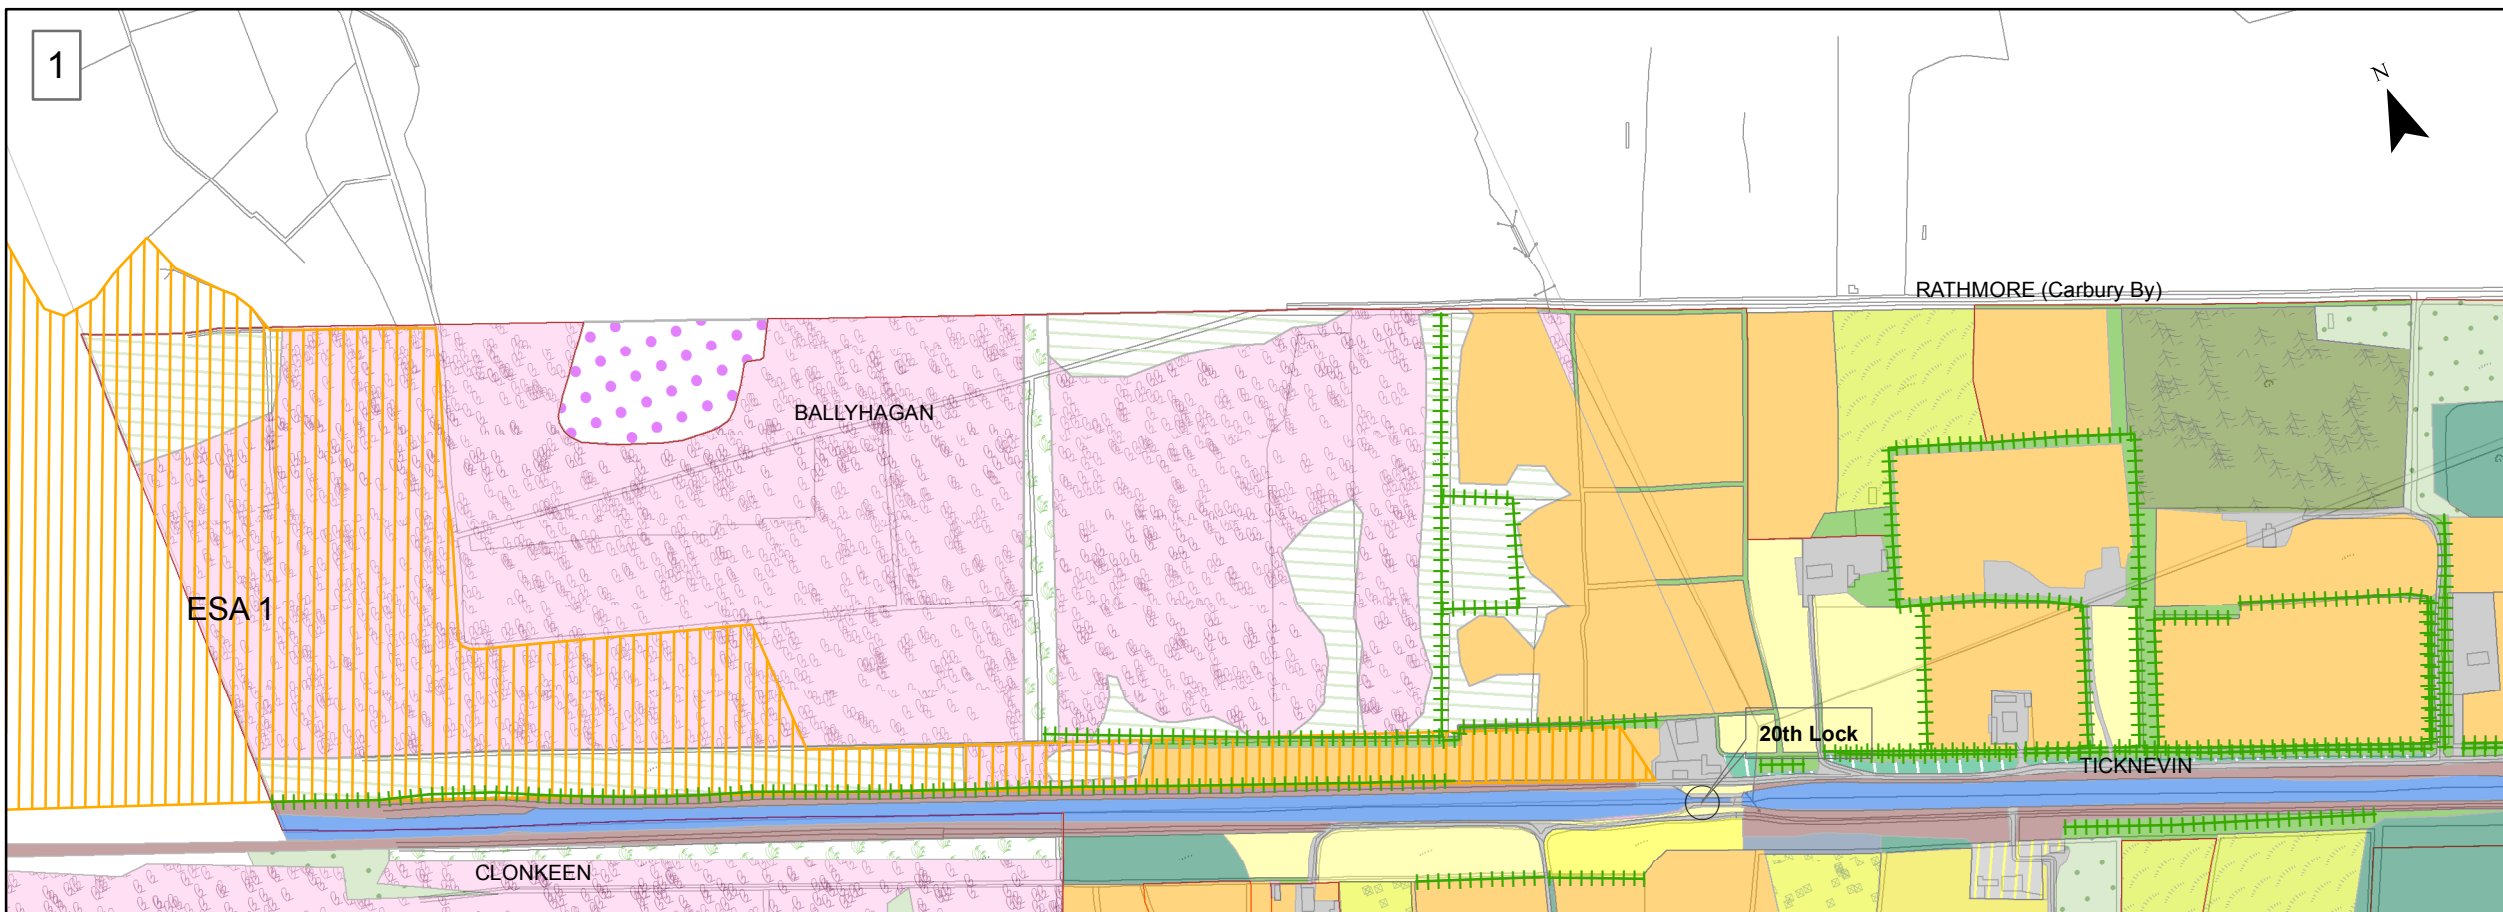 1
N
RATHMORE (Carbury By)
BALLYHAGAN
ESA 1
20th Lock
TICKNEVIN
CLONKEEN